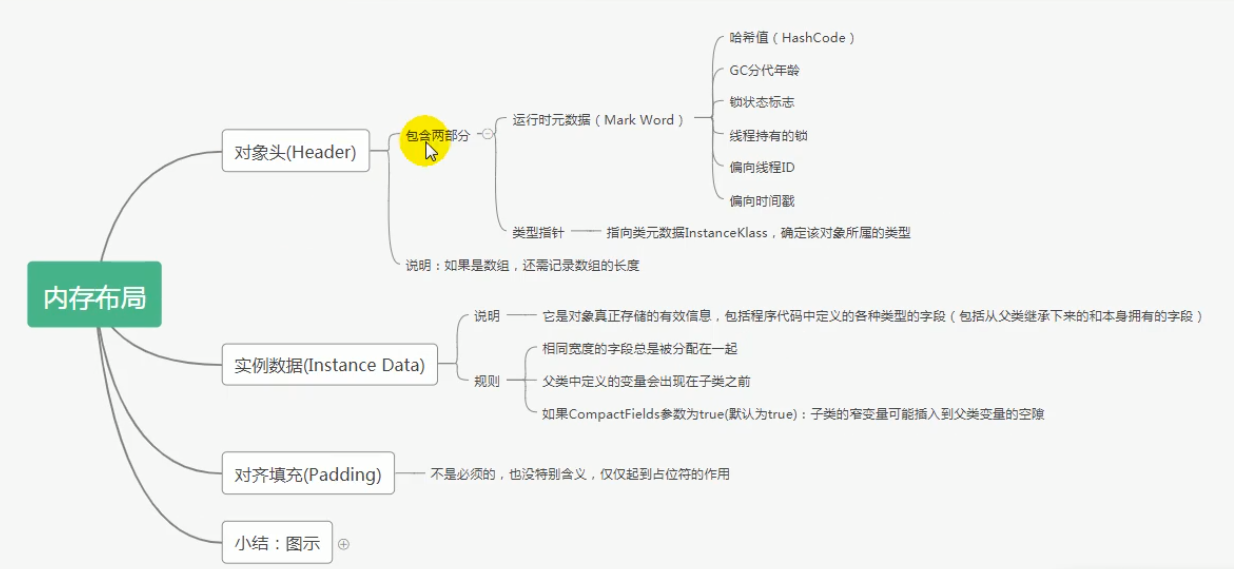 内存布局
对象头(Header)
包含两部分
运行时元数据（Mark Word）
哈希值（HashCode）
GC分代年龄
锁状态标志
线程持有的锁
偏向线程ID
偏向时间戳
类型指针
指向类元数据InstanceKlass，确定该对象所属的类型
说明：如果是数组，还需记录数组的长度
实例数据(Instance Data)
说明
它是对象真正存储的有效信息，包括程序代码中定义的各种类型的字段（包括从父类继承下来的和本身拥有的字段）
规则
相同宽度的字段总是被分配在一起
父类中定义的变量会出现在子类之前
如果CompactFields参数为true(默认为true)：子类的窄变量可能插入到父类变量的空隙
对齐填充(Padding)
不是必须的，也没特别含义，仅仅起到占位符的作用
小结：图示